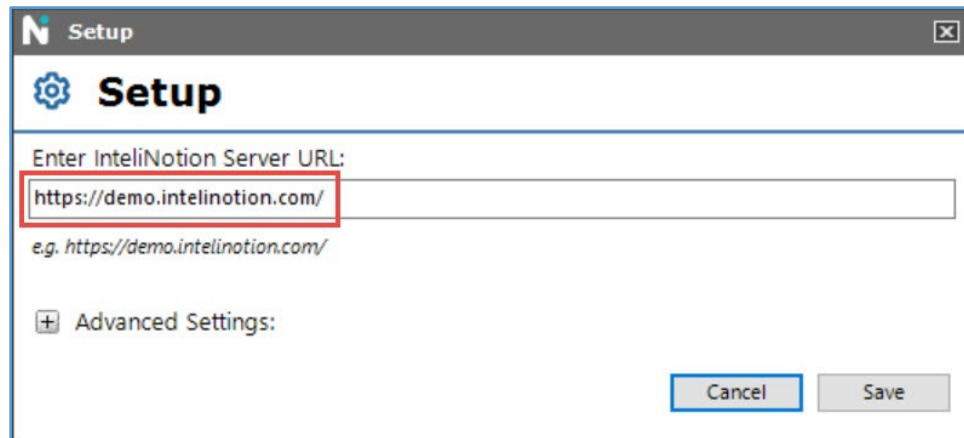 Setup
Setup
Enter InteliNotion Server URL:
https://demo.intelinotion.com/
e.g. https://demo.intelinotion.com/
Advanced Settings:
Cancel Save